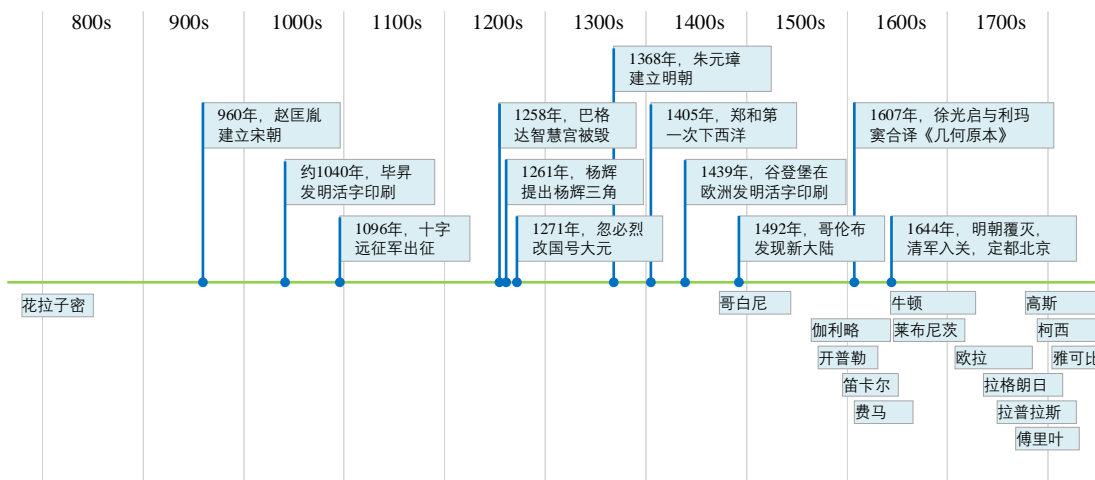 800s 900s 1000s 1100s 1200s 1300s 1400s 1500s 1600s 1700s
1368年，朱元璋
建立明朝
960年，赵匡胤
建立宋朝
1258年，巴格
达智慧宫被毁
1405年，郑和第
一次下西洋
1607年，徐光启与利玛
窦合译《几何原本》
约1040年，毕昇
发明活字印刷
1261年，杨辉
提出杨辉三角
1439年，谷登堡在
欧洲发明活字印刷
1096年，十字
远征军出征
1271年，忽必烈
改国号大元
1492年，哥伦布
发现新大陆
1644年，明朝覆灭，
清军入关，定都北京
花拉子密
哥白尼
牛顿
高斯
伽利略
莱布尼茨
柯西
开普勒
欧拉
雅可比
笛卡尔
拉格朗日
费马
拉普拉斯
傅里叶